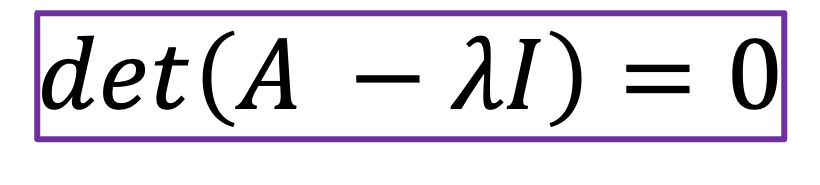 det(A − λI) = 0